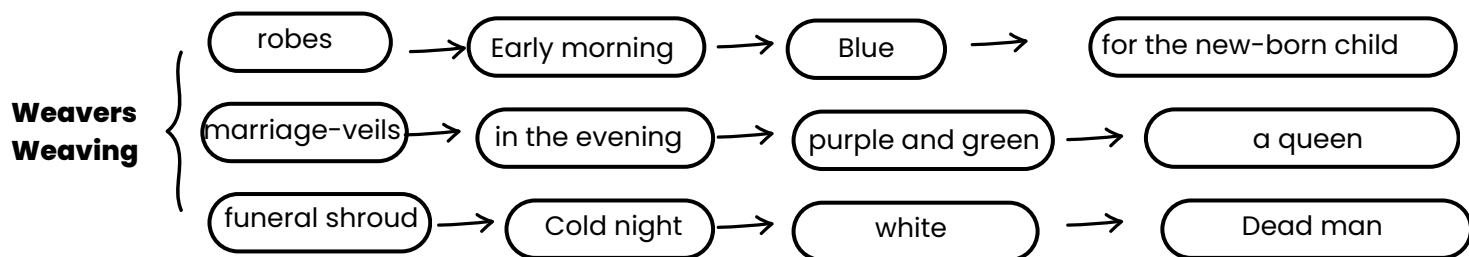 robes
Early morning
Blue
for the new-born child
Weavers
Weaving
marriage-veils
in the evening
purple and green
a queen
funeral shroud
Cold night
white
Dead man